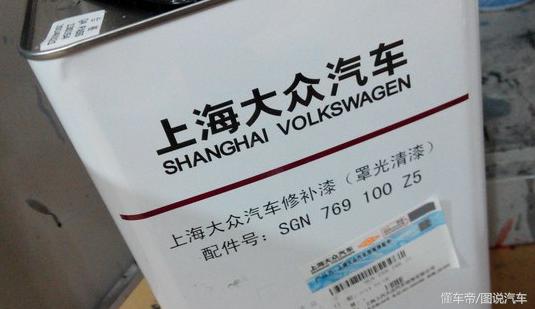 上海大众汽车
SHANGHAI VOLKSWAGEN
上海大众汽车修补漆（罩光清漆）
配件号：SGN 769 100 Z5
上海大众汽车
懂车帝/图说汽车